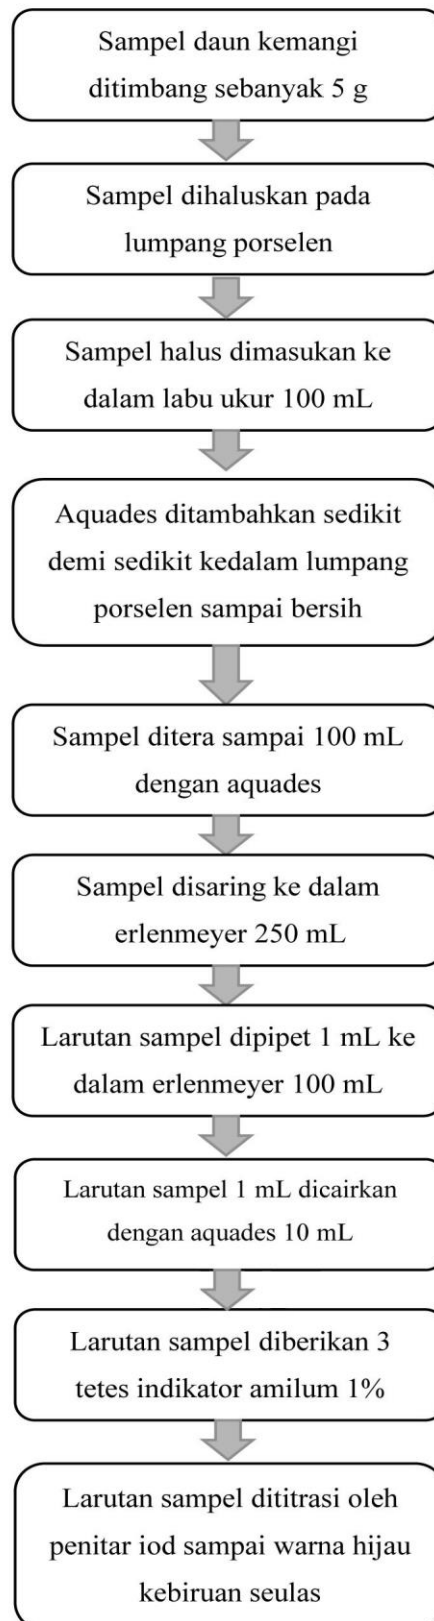 Sampel daun kemangi
ditimbang sebanyak 5 g
Sampel dihaluskan pada
lumpang porselen
Sampel halus dimasukan ke
dalam labu ukur 100 mL
Aquades ditambahkan sedikit
demi sedikit kedalam lumpang
porselen sampai bersih
Sampel ditera sampai 100 mL
dengan aquades
Sampel disaring ke dalam
erlenmeyer 250 mL
Larutan sampel dipipet 1 mL ke
dalam erlenmeyer 100 mL
Larutan sampel 1 mL dicairkan
dengan aquades 10 mL
Larutan sampel diberikan 3
tetes indikator amilum 1%
Larutan sampel dititrasi oleh
penitar iod sampai warna hijau
kebiruan seulas